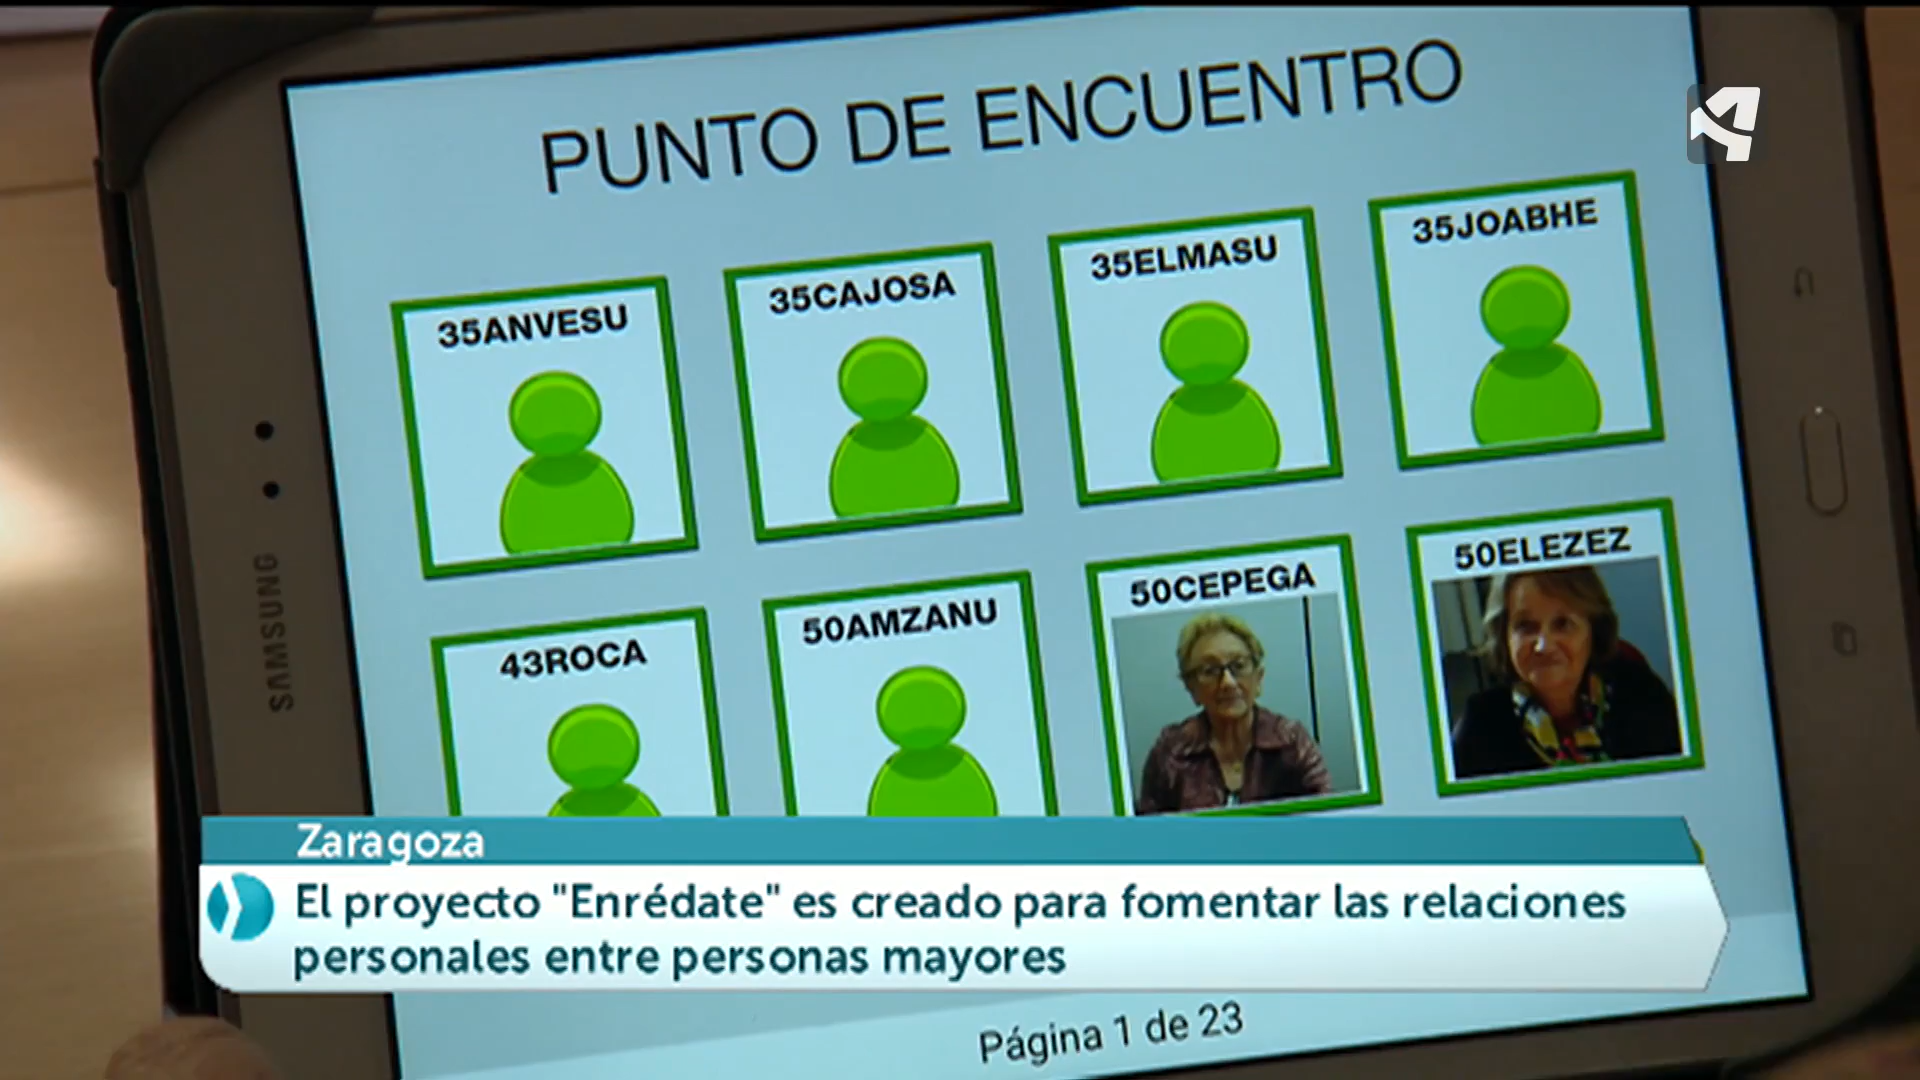 PUNTO DE ENCUENTRO
35ANVESU
35CAJOSA
35ELMASU
35JOABHE
43ROCA
50AMZANU
50CEPEGA
50ELEZEZ
SAMSUNG
Zaragoza
El proyecto "Enrédate" es creado para fomentar las relaciones
personales entre personas mayores
Página 1 de 23